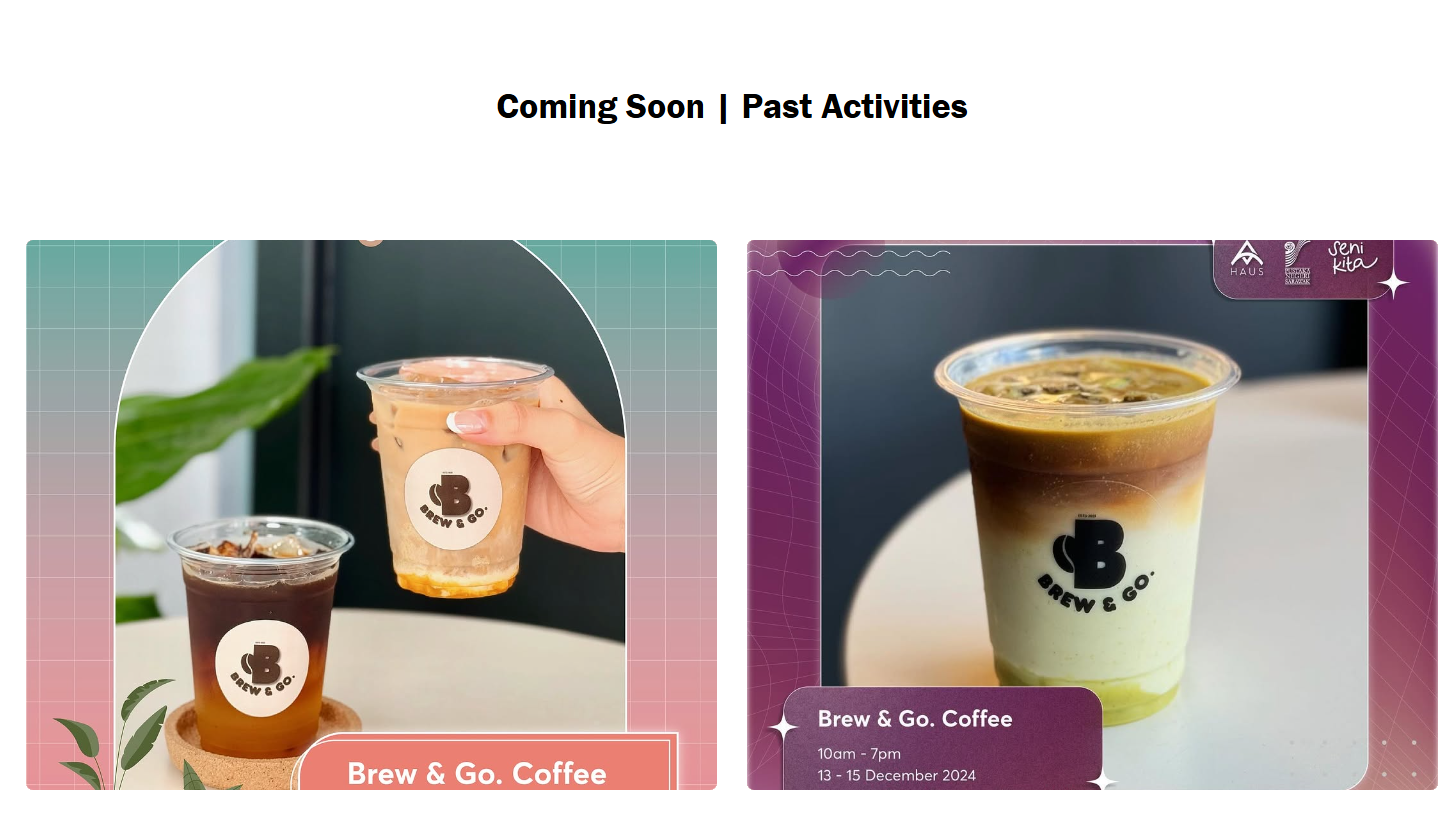 Coming Soon | Past Activities
BREW & GO.
BREW & GO.
Brew & Go. Coffee
HAUS
PUSTAKA
NEGERI
SARAWAK
seni
kita
B
BREW & GO.
Brew & Go. Coffee
10am - 7pm
13 - 15 December 2024